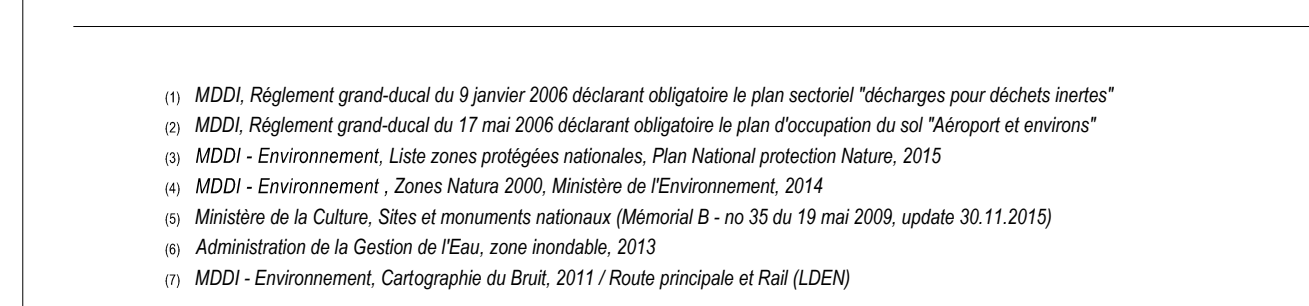 (1) MDDI, Réglement grand-ducal du 9 janvier 2006 déclarant obligatoire le plan sectoriel "décharges pour déchets inertes"
(2) MDDI, Réglement grand-ducal du 17 mai 2006 déclarant obligatoire le plan d'occupation du sol "Aéroport et environs"
(3) MDDI - Environnement, Liste zones protégées nationales, Plan National protection Nature, 2015
(4) MDDI - Environnement , Zones Natura 2000, Ministère de l'Environnement, 2014
(5) Ministère de la Culture, Sites et monuments nationaux (Mémorial B - no 35 du 19 mai 2009, update 30.11.2015)
(6) Administration de la Gestion de l'Eau, zone inondable, 2013
(7) MDDI - Environnement, Cartographie du Bruit, 2011 / Route principale et Rail (LDEN)